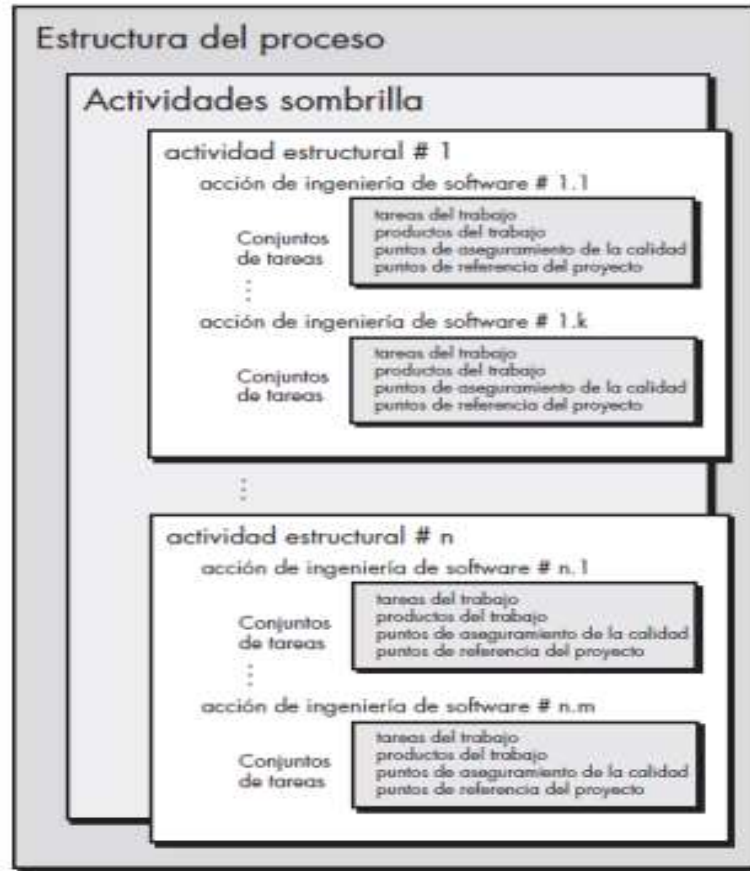 Estructura del proceso
Actividades sombrilla
actividad estructural # 1
acción de ingeniería de software # 1.1
Conjuntos
de tareas
tareas del trabajo
productos del trabajo
puntos de aseguramiento de la calidad
puntos de referencia del proyecto
acción de ingeniería de software # 1.k
Conjuntos
de tareas
tareas del trabajo
productos del trabajo
puntos de aseguramiento de la calidad
puntos de referencia del proyecto
actividad estructural # n
acción de ingeniería de software # n.1
Conjuntos
de tareas
tareas del trabajo
productos del trabajo
puntos de aseguramiento de la calidad
puntos de referencia del proyecto
acción de ingeniería de software # n.m
Conjuntos
de tareas
tareas del trabajo
productos del trabajo
puntos de aseguramiento de la calidad
puntos de referencia del proyecto